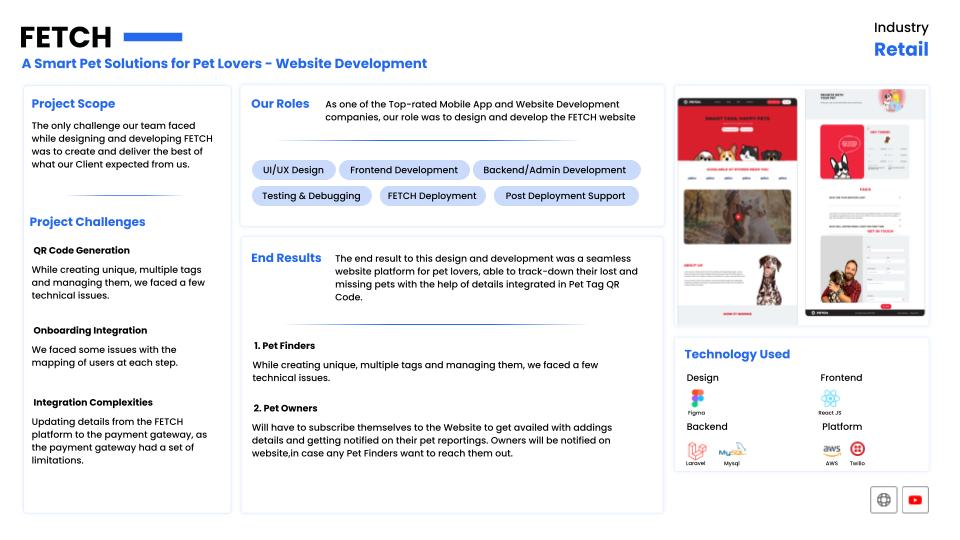 FETCH
A Smart Pet Solutions for Pet Lovers - Website Development
Industry
Retail
Project Scope
The only challenge our team faced
while designing and developing FETCH
was to create and deliver the best of
what our Client expected from us.
Project Challenges
QR Code Generation
While creating unique, multiple tags
and managing them, we faced a few
technical issues.
Onboarding Integration
We faced some issues with the
mapping of users at each step.
Integration Complexities
Updating details from the FETCH
platform to the payment gateway, as
the payment gateway had a set of
limitations.
Our Roles
As one of the Top-rated Mobile App and Website Development
companies, our role was to design and develop the FETCH website
UI/UX Design
Frontend Development
Backend/Admin Development
Testing & Debugging
FETCH Deployment
Post Deployment Support
End Results
The end result to this design and development was a seamless
website platform for pet lovers, able to track-down their lost and
missing pets with the help of details integrated in Pet Tag QR
Code.
1. Pet Finders
While creating unique, multiple tags and managing them, we faced a few
technical issues.
2. Pet Owners
Will have to subscribe themselves to the Website to get availed with addings
details and getting notified on their pet reportings. Owners will be notified on
website,in case any Pet Finders want to reach them out.
SMART TAGS, HAPPY PETS
AVAILABLE AT STORES NEAR YOU
ABOUT US
HOW IT WORKS
HEY THERE!
FAQ'S
GET IN TOUCH
Technology Used
Design
Frontend
Figma
React JS
Backend
Platform
MySQL
aws
Laravel
Mysql
AWS
Twilio